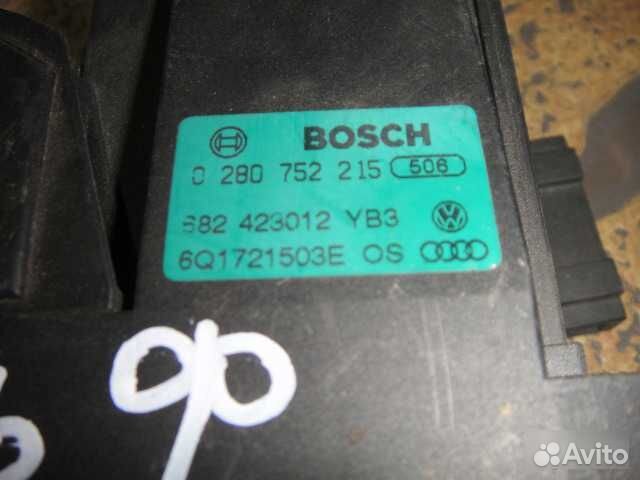 BOSCH
0 280 752 215 506
682 423012 YB3
6Q1721503E OS
Avito